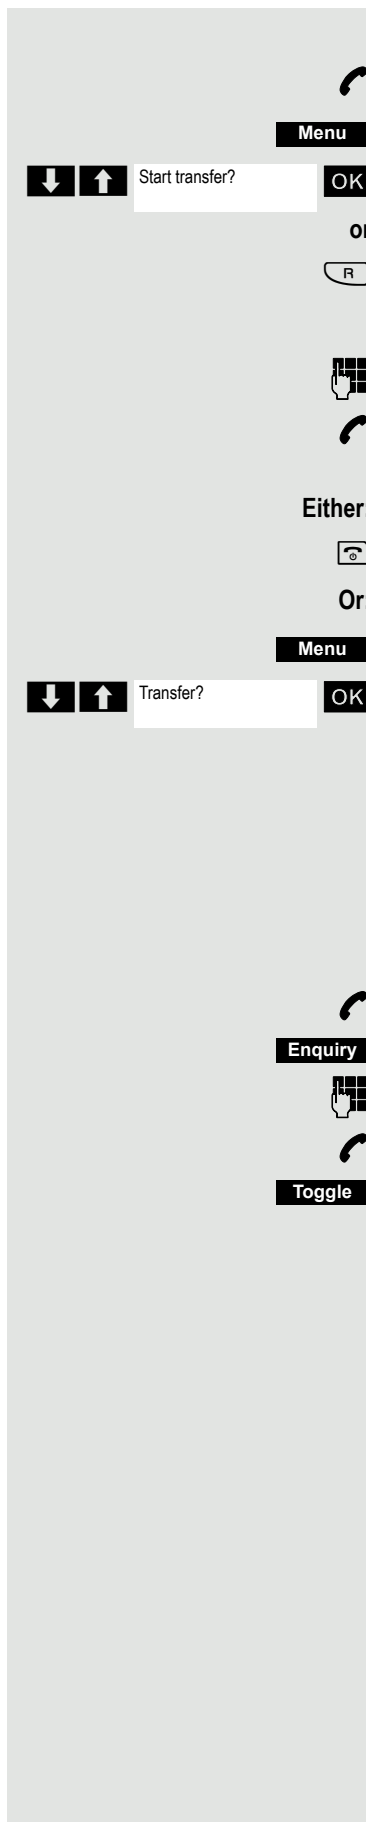 Menu
Start transfer? OK
or
R
Either:
Or:
Menu
Transfer? OK
Enquiry
Toggle